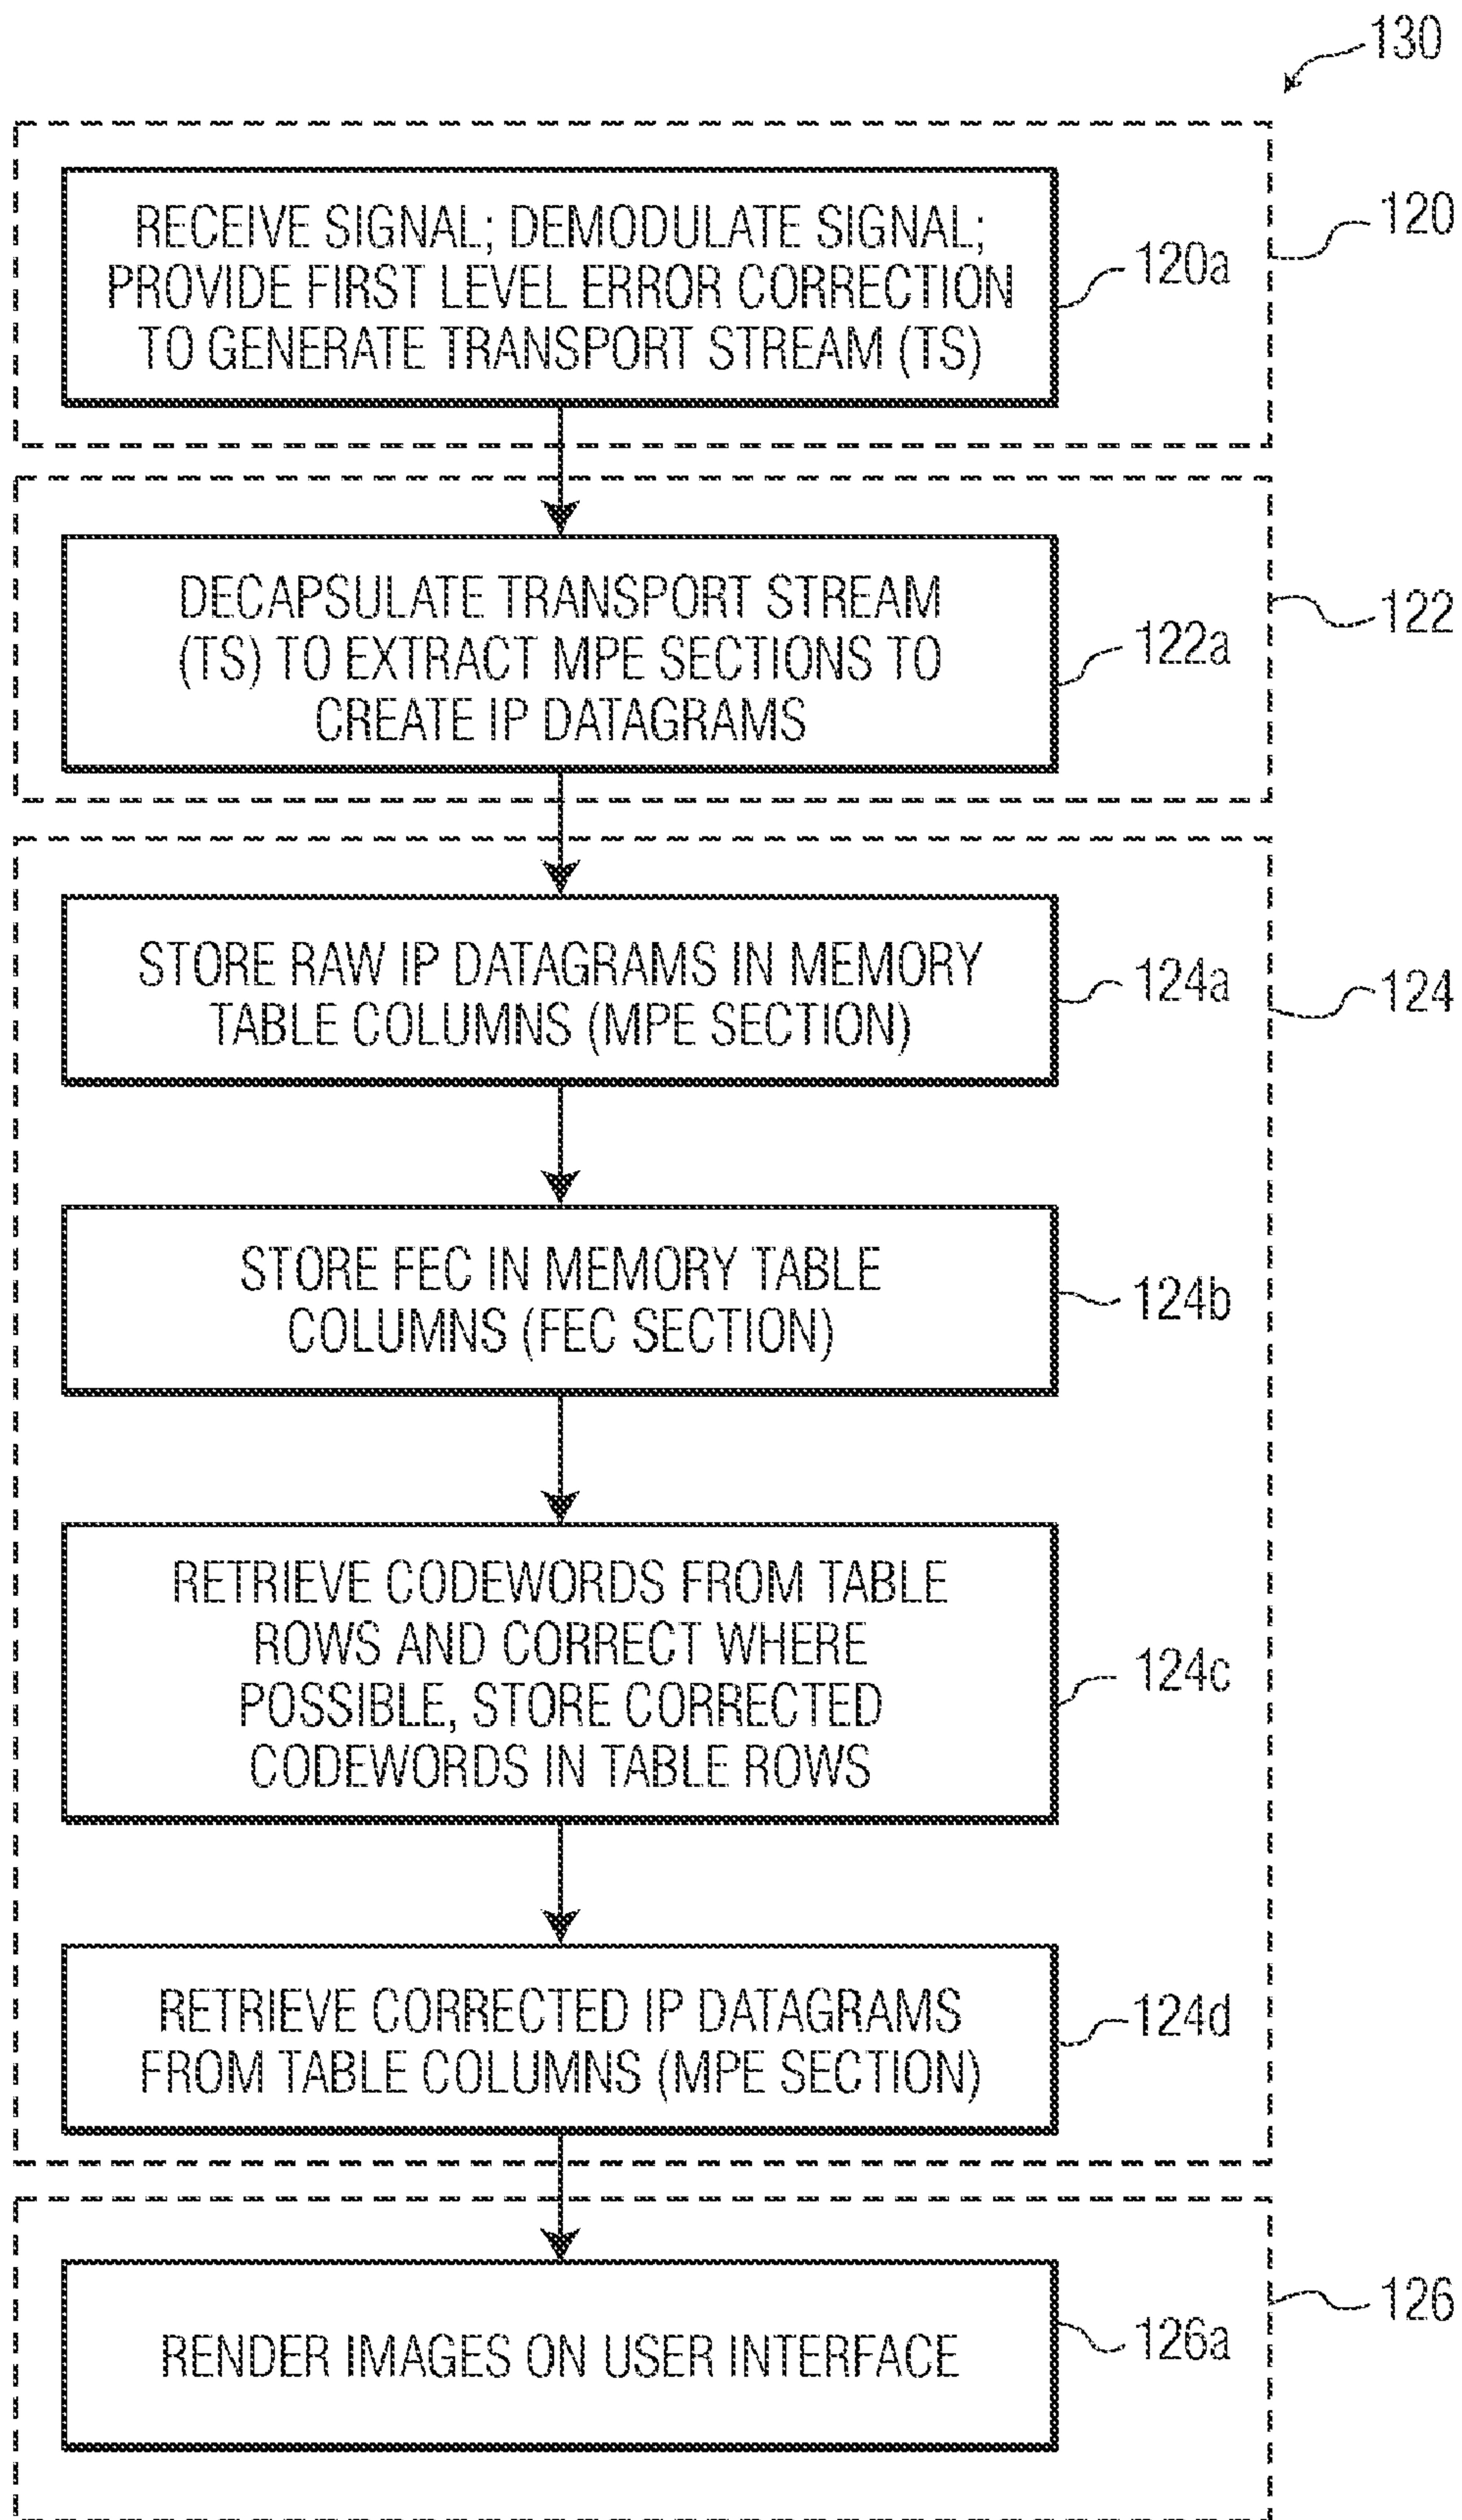 130
120
RECEIVE SIGNAL; DEMODULATE SIGNAL;
PROVIDE FIRST LEVEL ERROR CORRECTION
TO GENERATE TRANSPORT STREAM (TS)
120a
DECAPSULATE TRANSPORT STREAM
(TS) TO EXTRACT MPE SECTIONS TO
CREATE IP DATAGRAMS
122a
122
STORE RAW IP DATAGRAMS IN MEMORY
TABLE COLUMNS (MPE SECTION)
124a
124
STORE FEC IN MEMORY TABLE
COLUMNS (FEC SECTION)
124b
RETRIEVE CODEWORDS FROM TABLE
ROWS AND CORRECT WHERE
POSSIBLE, STORE CORRECTED
CODEWORDS IN TABLE ROWS
124c
RETRIEVE CORRECTED IP DATAGRAMS
FROM TABLE COLUMNS (MPE SECTION)
124d
RENDER IMAGES ON USER INTERFACE
126a
126